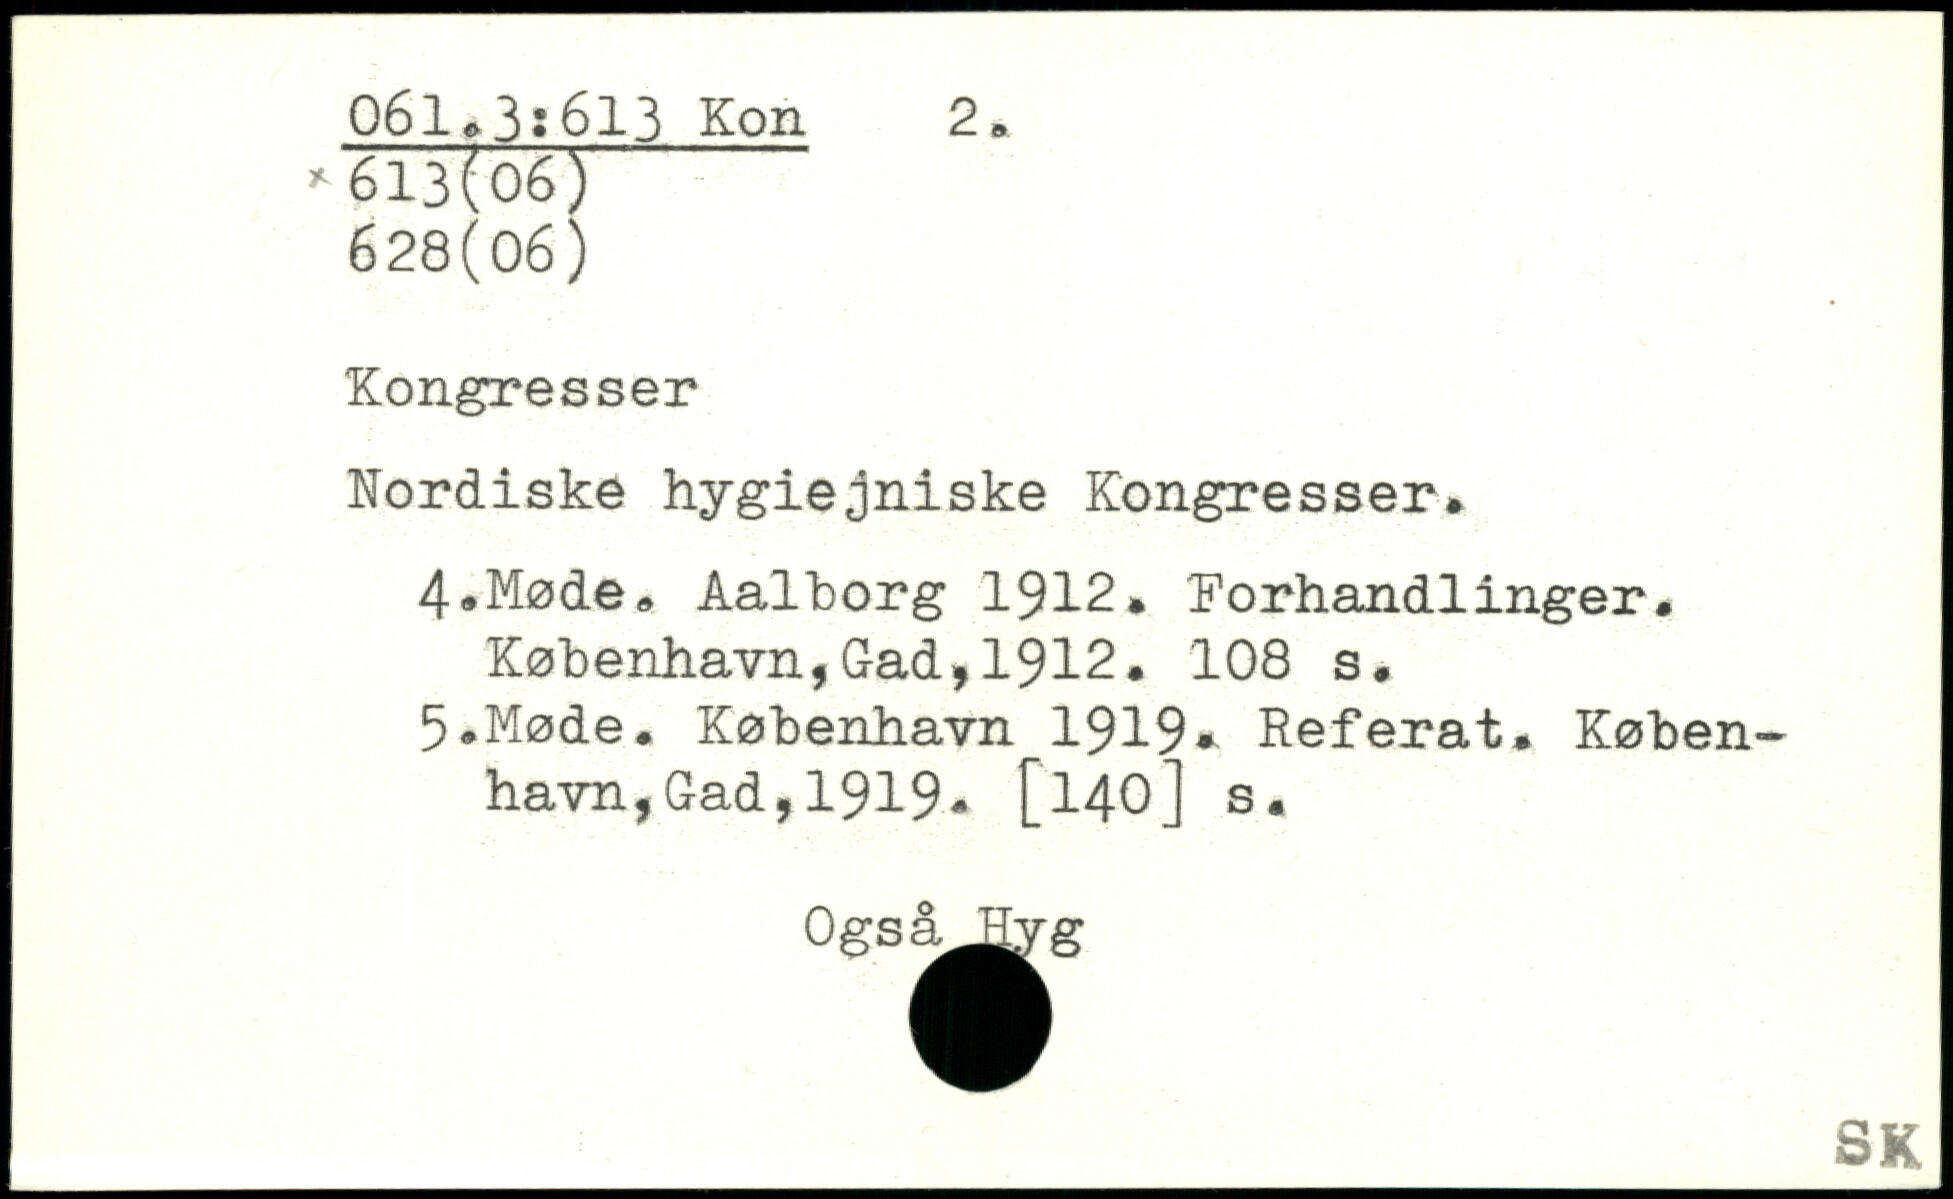 061.3:613 Kon 2.
× 613(06)
628(06)
Kongresser
Nordiske hygiejniske Kongresser.
4.Møde. Aalborg 1912. Forhandlinger.
København,Gad,1912. 108 s.
5.Møde. København 1919. Referat. Køben-
havn,Gad,1919. [140] s.
Også Hyg
SK